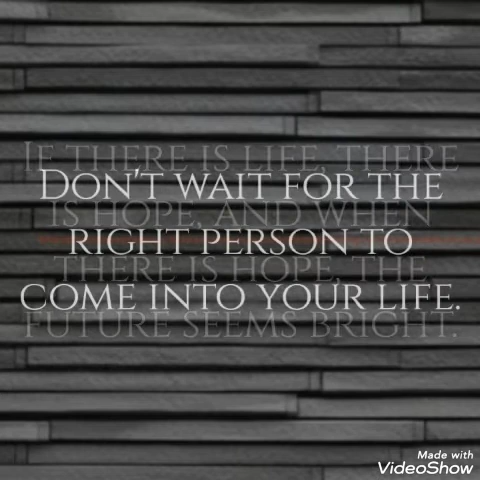 If there is life, there
Don't wait for the
is hope, and when
right person to
there is hope, the
come into your life.
future seems bright.
Made with
VideoShow